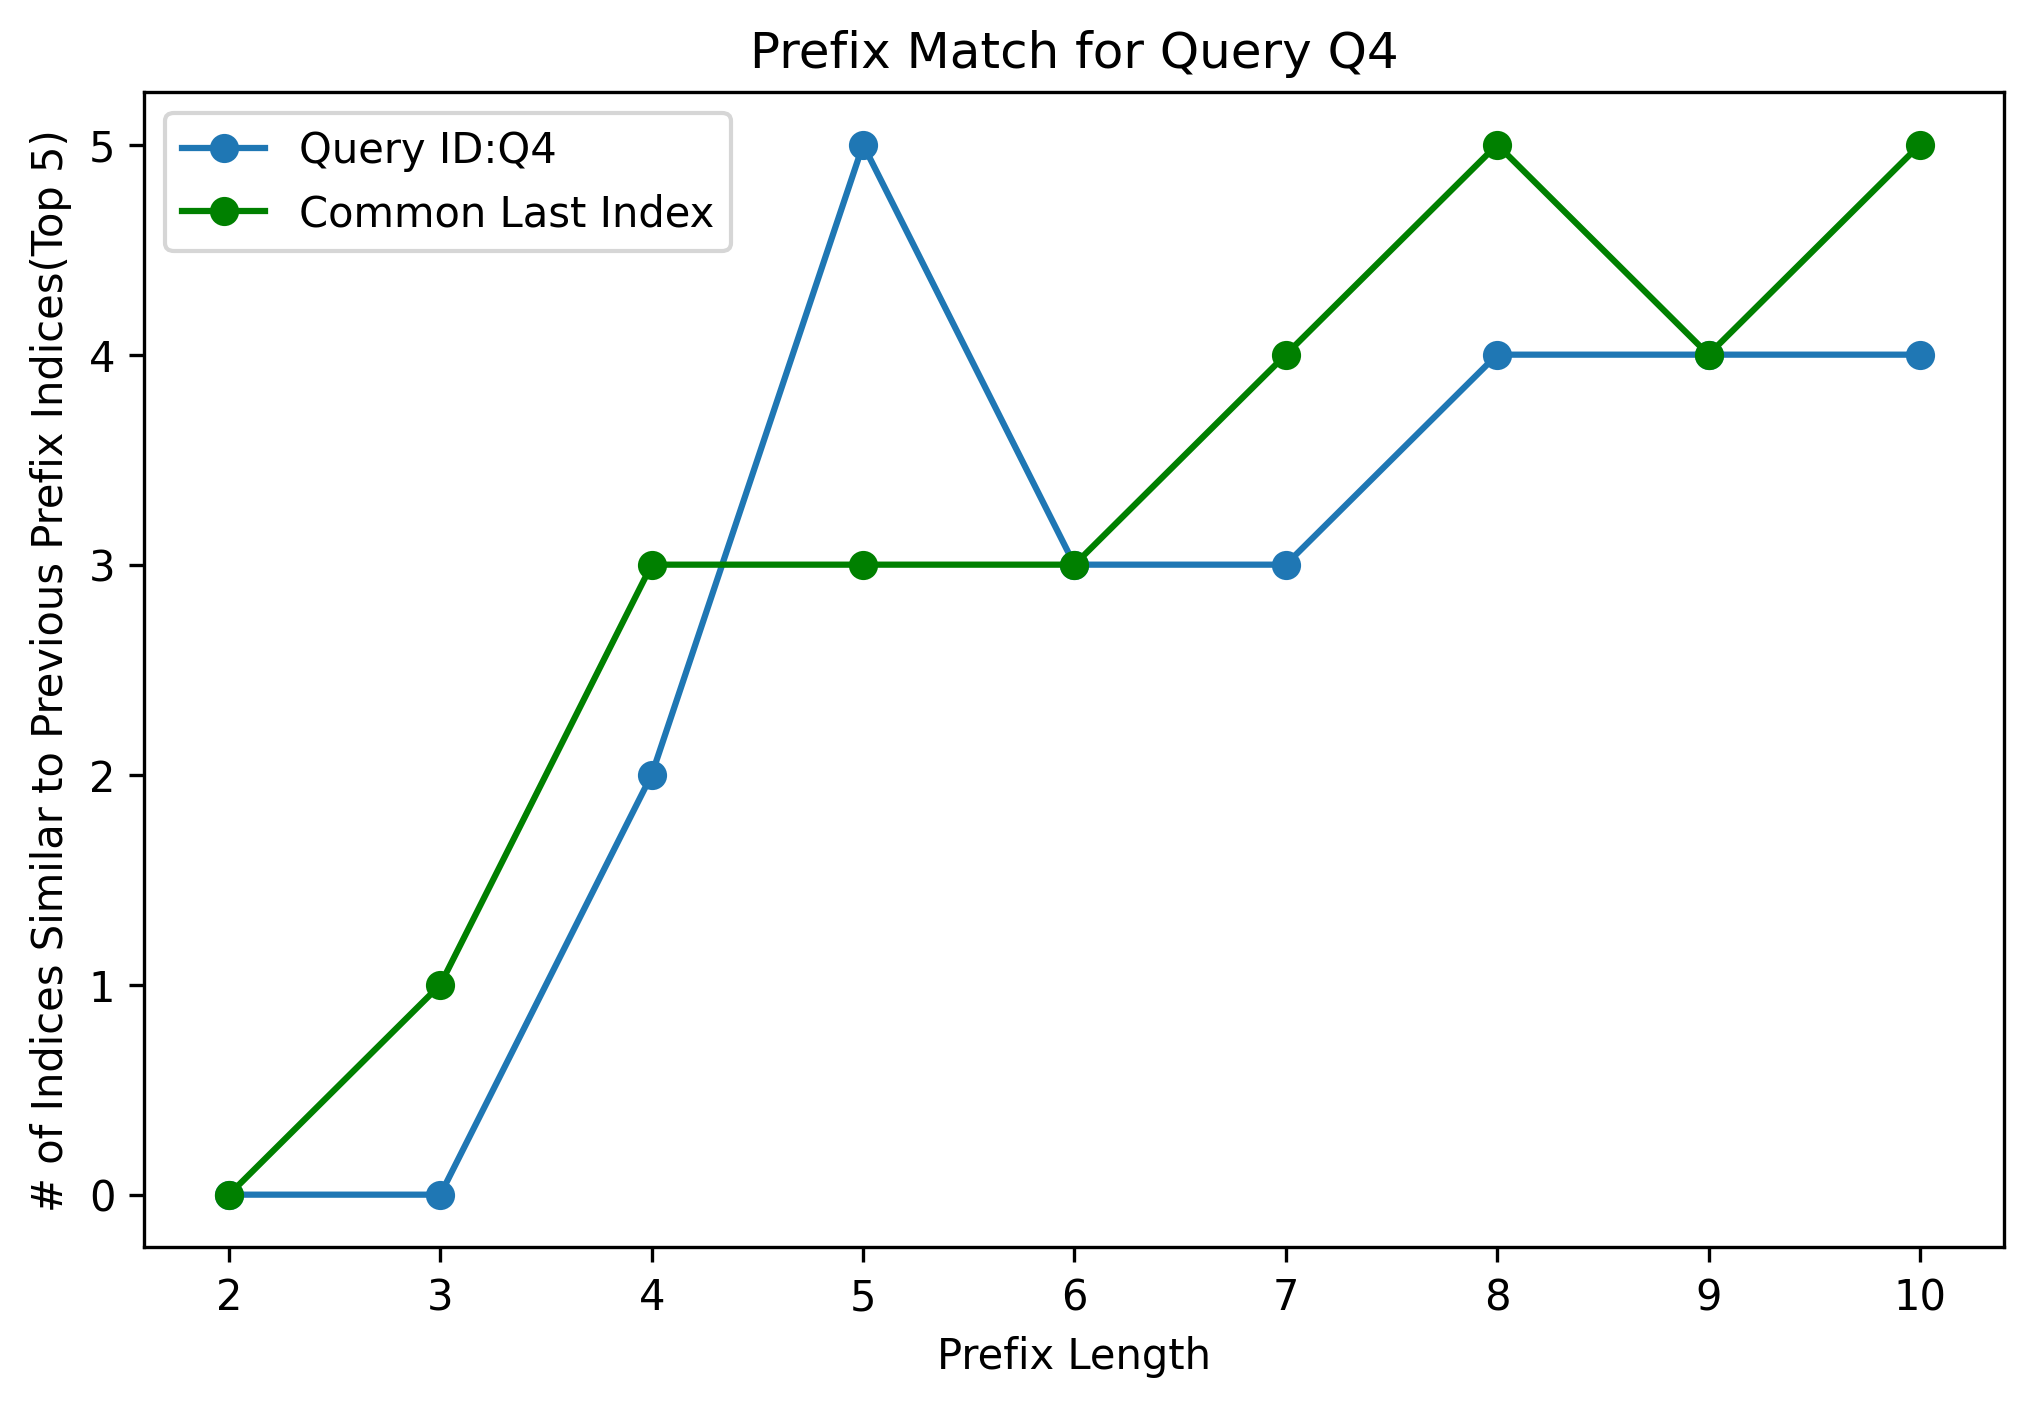 Prefix Match for Query Q4
Query ID:Q4
Common Last Index
# of Indices Similar to Previous Prefix Indices(Top 5)
5
4
3
2
1
0
2 3 4 5 6 7 8 9 10
Prefix Length